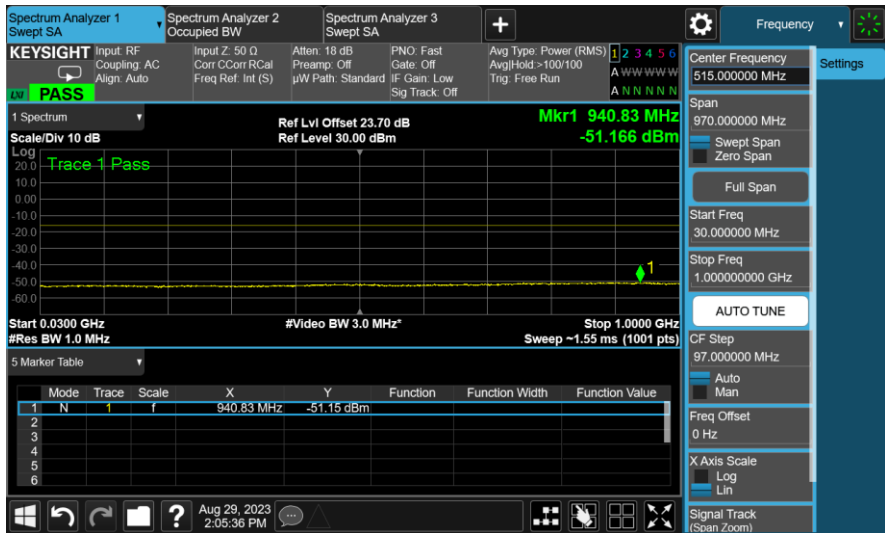 Spectrum Analyzer 1
Swept SA
Spectrum Analyzer 2
Occupied BW
Spectrum Analyzer 3
Swept SA
Frequency
KEYSIGHT
Input: RF
Coupling: AC
Align: Auto
Input Z: 50 Ω
Corr CCorr RCal
Freq Ref: Int (S)
Atten: 18 dB
Preamp: Off
µW Path: Standard
PNO: Fast
Gate: Off
IF Gain: Low
Sig Track: Off
Avg Type: Power (RMS)
Avg|Hold:>100/100
Trig: Free Run
1 2 3 4 5 6
A W W W W W
A N N N N N
LXI
PASS
1 Spectrum
Scale/Div 10 dB
Ref Lvl Offset 23.70 dB
Ref Level 30.00 dBm
Mkr1 940.83 MHz
-51.166 dBm
Log
Trace 1 Pass
20.0
10.0
0.00
-10.0
-20.0
-30.0
-40.0
-50.0
-60.0
1
Start 0.0300 GHz
#Res BW 1.0 MHz
#Video BW 3.0 MHz*
Stop 1.0000 GHz
Sweep ~1.55 ms (1001 pts)
5 Marker Table
Mode Trace Scale X Y Function Function Width Function Value
1 N 1 f 940.83 MHz -51.15 dBm
2
3
4
5
6
?
Aug 29, 2023
2:05:36 PM
Center Frequency
515.000000 MHz
Settings
Span
970.000000 MHz
Swept Span
Zero Span
Full Span
Start Freq
30.000000 MHz
Stop Freq
1.000000000 GHz
AUTO TUNE
CF Step
97.000000 MHz
Auto
Man
Freq Offset
0 Hz
X Axis Scale
Log
Lin
Signal Track
(Span Zoom)